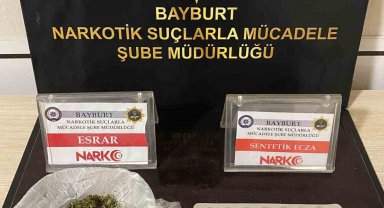 BAYBURT
NARKOTİK SUÇLARLA MÜCADELE
ŞUBE MÜDÜRLÜĞÜ
BAYBURT
NARKOTİK SUÇLARLA
MÜCADELE ŞUBE MÜDÜRLÜĞÜ
ESRAR
NARKO
BAYBURT
NARKOTİK SUÇLARLA
MÜCADELE ŞUBE MÜDÜRLÜĞÜ
SENTETİK ECZA
NARKO